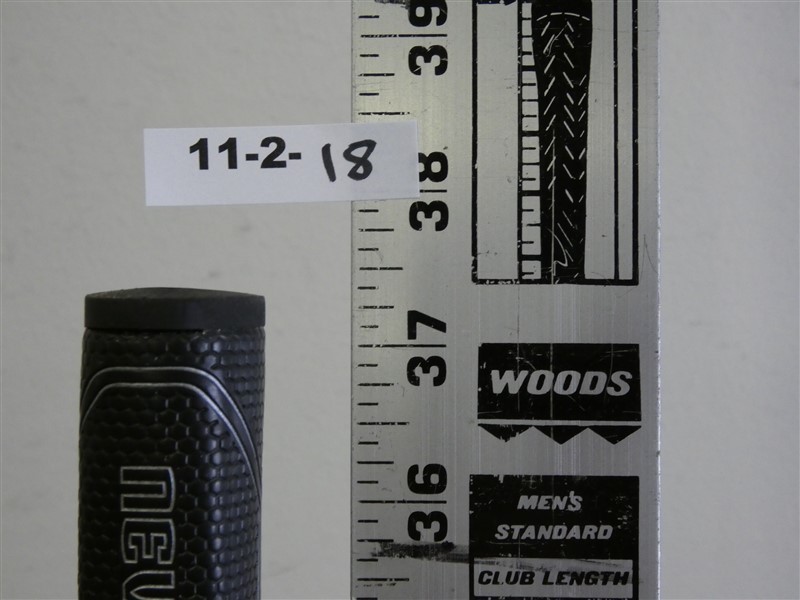 39
11-2-18
38
37
WOODS
36
MEN'S
STANDARD
CLUB LENGTH